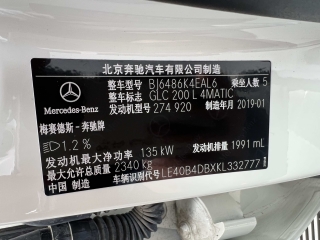 北京奔驰汽车有限公司制造
整车型号 BJ6486K4EAL6 乘坐人数 5
整车标志 GLC 200 L 4MATIC
发动机型号 274 920 制造年月 2019-01
Mercedes-Benz
梅赛德斯-奔驰牌
1.2 % 发动机排量 1991 mL
发动机最大净功率 135 kW
最大允许总质量 2340 kg
中国 制造 车辆识别代号 LE40B4DBXKL332777